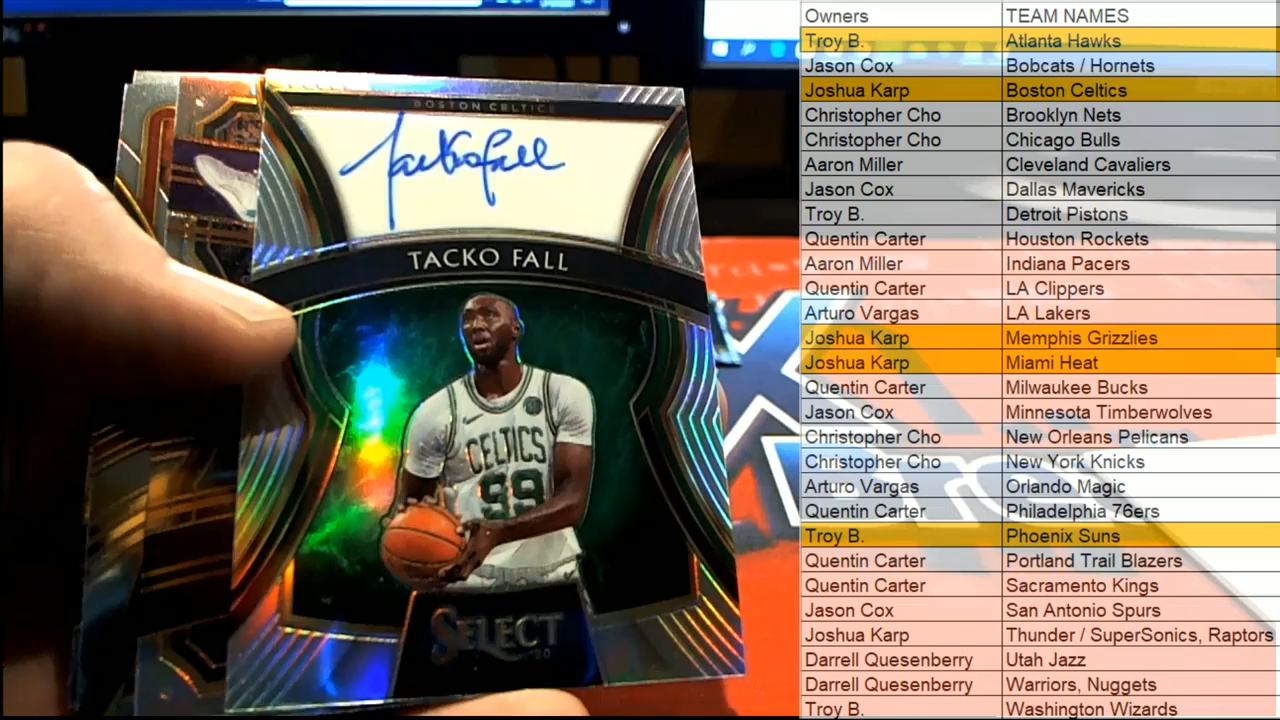 BOSTON CELTICS
Tacko Fall
TACKO FALL
CELTICS
99
SELECT
'20
Owners TEAM NAMES
Troy B. Atlanta Hawks
Jason Cox Bobcats / Hornets
Joshua Karp Boston Celtics
Christopher Cho Brooklyn Nets
Christopher Cho Chicago Bulls
Aaron Miller Cleveland Cavaliers
Jason Cox Dallas Mavericks
Troy B. Detroit Pistons
Quentin Carter Houston Rockets
Aaron Miller Indiana Pacers
Quentin Carter LA Clippers
Arturo Vargas LA Lakers
Joshua Karp Memphis Grizzlies
Joshua Karp Miami Heat
Quentin Carter Milwaukee Bucks
Jason Cox Minnesota Timberwolves
Christopher Cho New Orleans Pelicans
Christopher Cho New York Knicks
Arturo Vargas Orlando Magic
Quentin Carter Philadelphia 76ers
Troy B. Phoenix Suns
Quentin Carter Portland Trail Blazers
Quentin Carter Sacramento Kings
Jason Cox San Antonio Spurs
Joshua Karp Thunder / SuperSonics, Raptors
Darrell Quesenberry Utah Jazz
Darrell Quesenberry Warriors, Nuggets
Troy B. Washington Wizards